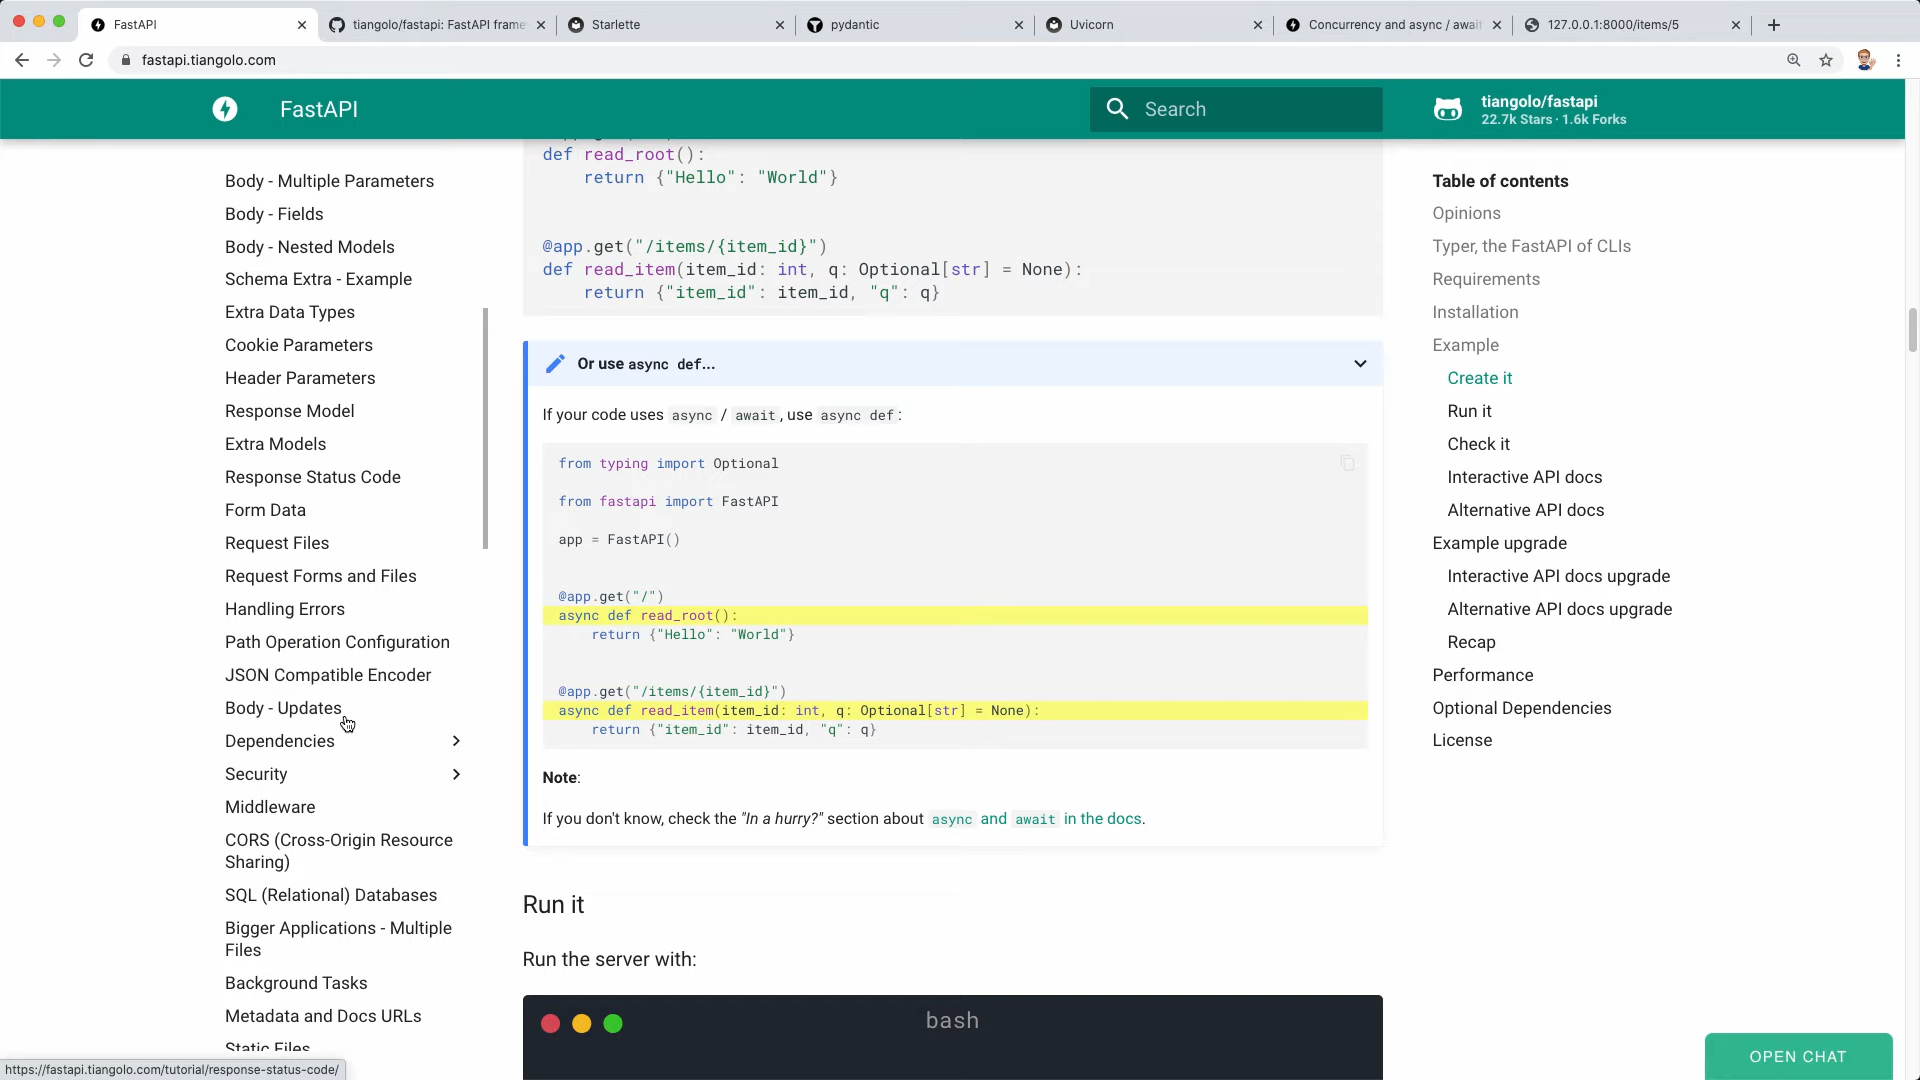 FastAPI
tiangolo/fastapi: FastAPI frame
Starlette
pydantic
Uvicorn
Concurrency and async / awai
127.0.0.1:8000/items/5
fastapi.tiangolo.com
FastAPI
Search
tiangolo/fastapi
22.7k Stars · 1.6k Forks
Body - Multiple Parameters
Body - Fields
Body - Nested Models
Schema Extra - Example
Extra Data Types
Cookie Parameters
Header Parameters
Response Model
Extra Models
Response Status Code
Form Data
Request Files
Request Forms and Files
Handling Errors
Path Operation Configuration
JSON Compatible Encoder
Body - Updates
Dependencies
Security
Middleware
CORS (Cross-Origin Resource
Sharing)
SQL (Relational) Databases
Bigger Applications - Multiple
Files
Background Tasks
Metadata and Docs URLs
Static Files
https://fastapi.tiangolo.com/tutorial/response-status-code/
def read_root():
    return {"Hello": "World"}
@app.get("/items/{item_id}")
def read_item(item_id: int, q: Optional[str] = None):
    return {"item_id": item_id, "q": q}
Or use async def...
If your code uses async / await, use async def:
from typing import Optional
from fastapi import FastAPI
app = FastAPI()
@app.get("/")
async def read_root():
    return {"Hello": "World"}
@app.get("/items/{item_id}")
async def read_item(item_id: int, q: Optional[str] = None):
    return {"item_id": item_id, "q": q}
Note:
If you don't know, check the "In a hurry?" section about async and await in the docs.
Run it
Run the server with:
bash
Table of contents
Opinions
Typer, the FastAPI of CLIs
Requirements
Installation
Example
Create it
Run it
Check it
Interactive API docs
Alternative API docs
Example upgrade
Interactive API docs upgrade
Alternative API docs upgrade
Recap
Performance
Optional Dependencies
License
OPEN CHAT